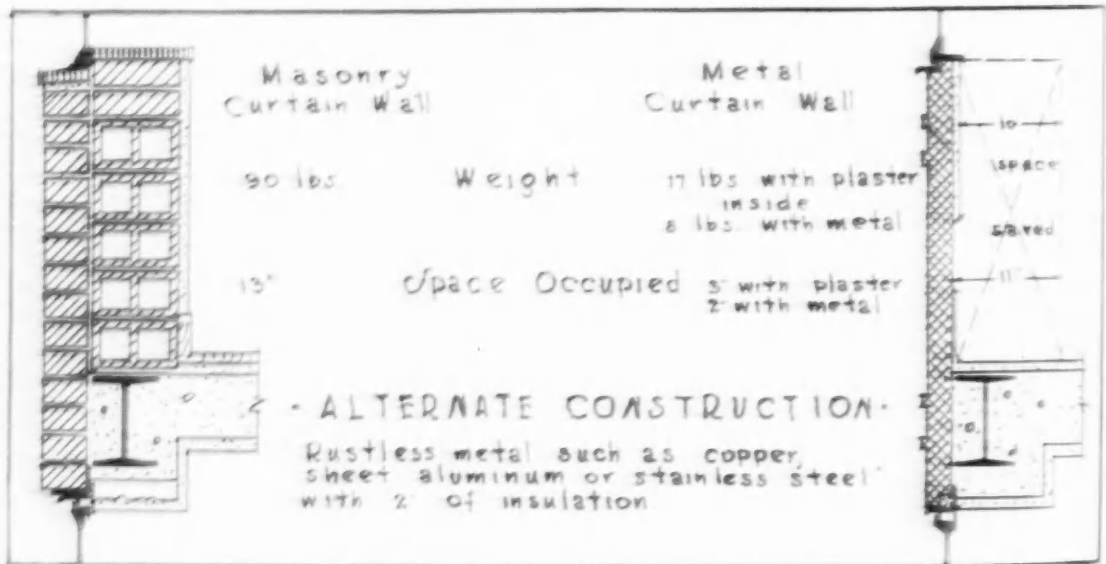 Masonry
Curtain Wall
Metal
Curtain Wall
90 lbs.
Weight
17 lbs with plaster
inside
8 lbs. with metal
10"
space
saved
11"
13"
Space Occupied
3" with plaster
2" with metal
- ALTERNATE CONSTRUCTION -
Rustless metal such as copper,
sheet aluminum or stainless steel
with 2" of insulation